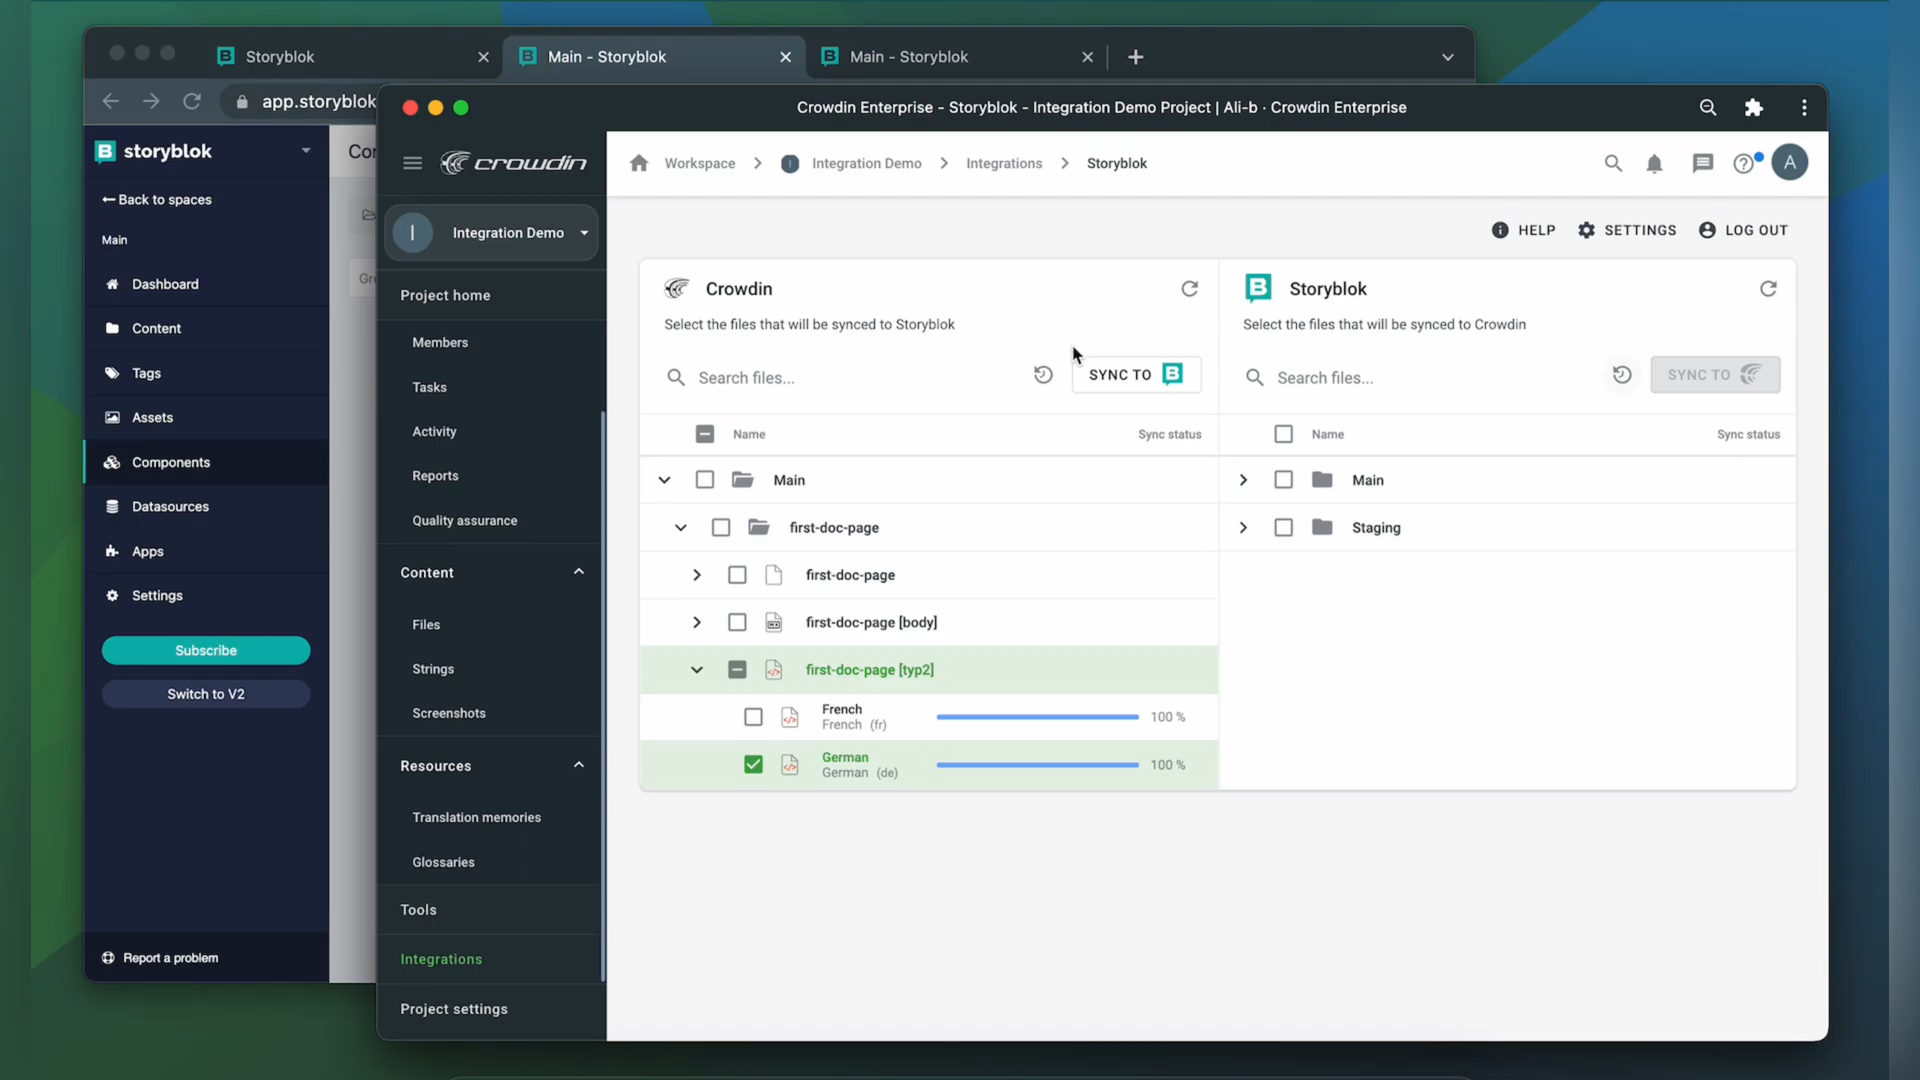 Storyblok
Main - Storyblok
Main - Storyblok
app.storyblok
Crowdin Enterprise - Storyblok - Integration Demo Project | Ali-b · Crowdin Enterprise
storyblok
Back to spaces
Main
Dashboard
Content
Tags
Assets
Components
Datasources
Apps
Settings
Subscribe
Switch to V2
Report a problem
crowdin
I
Integration Demo
Project home
Members
Tasks
Activity
Reports
Quality assurance
Content
Files
Strings
Screenshots
Resources
Translation memories
Glossaries
Tools
Integrations
Project settings
Workspace
I
Integration Demo
Integrations
Storyblok
A
HELP
SETTINGS
LOG OUT
Crowdin
Select the files that will be synced to Storyblok
Search files...
SYNC TO
Name
Sync status
Main
first-doc-page
first-doc-page
first-doc-page [body]
first-doc-page [typ2]
French
French (fr)
100 %
German
German (de)
100 %
Storyblok
Select the files that will be synced to Crowdin
Search files...
SYNC TO
Name
Sync status
Main
Staging